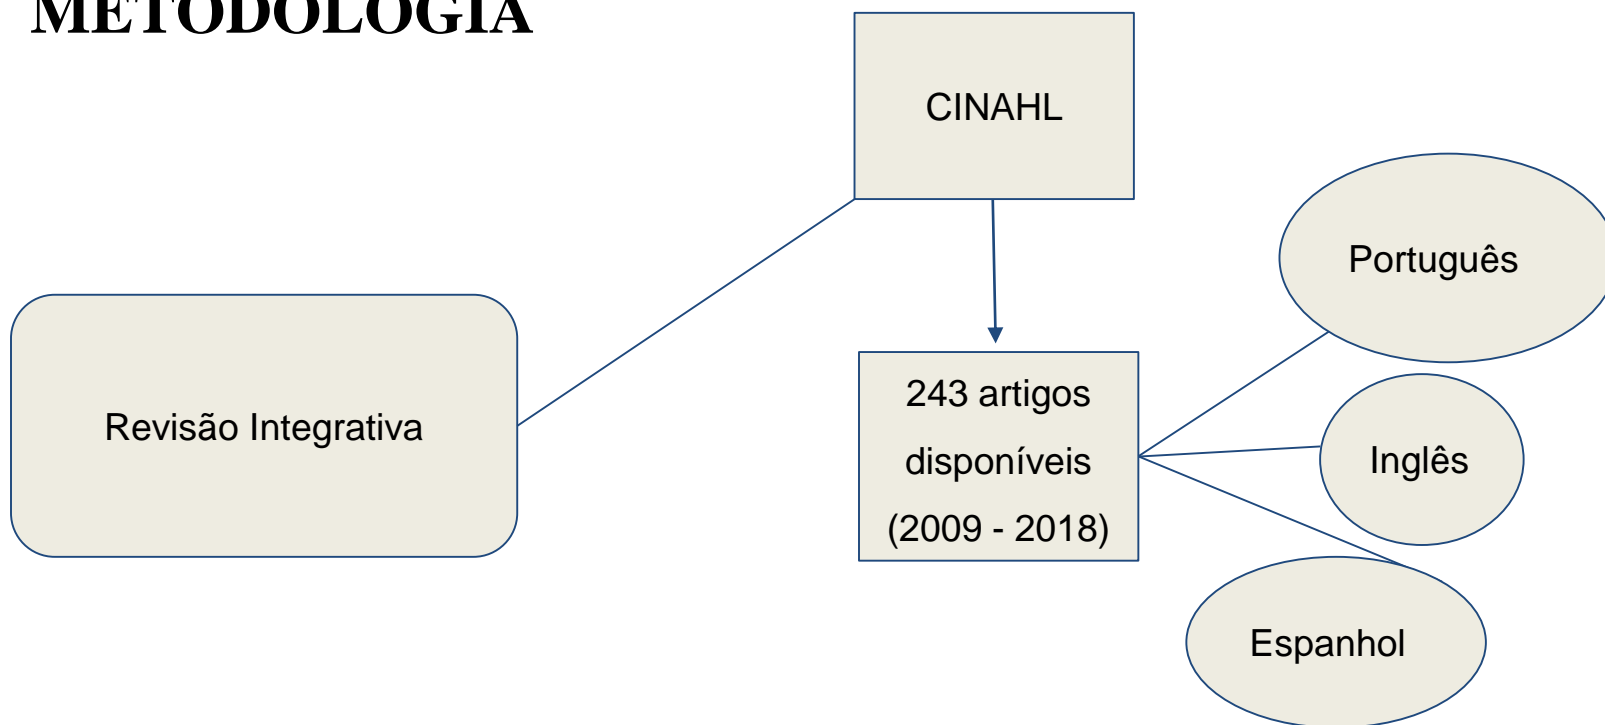 METODOLOGIA
CINAHL
Português
Revisão Integrativa
243 artigos
disponíveis
(2009 - 2018)
Inglês
Espanhol